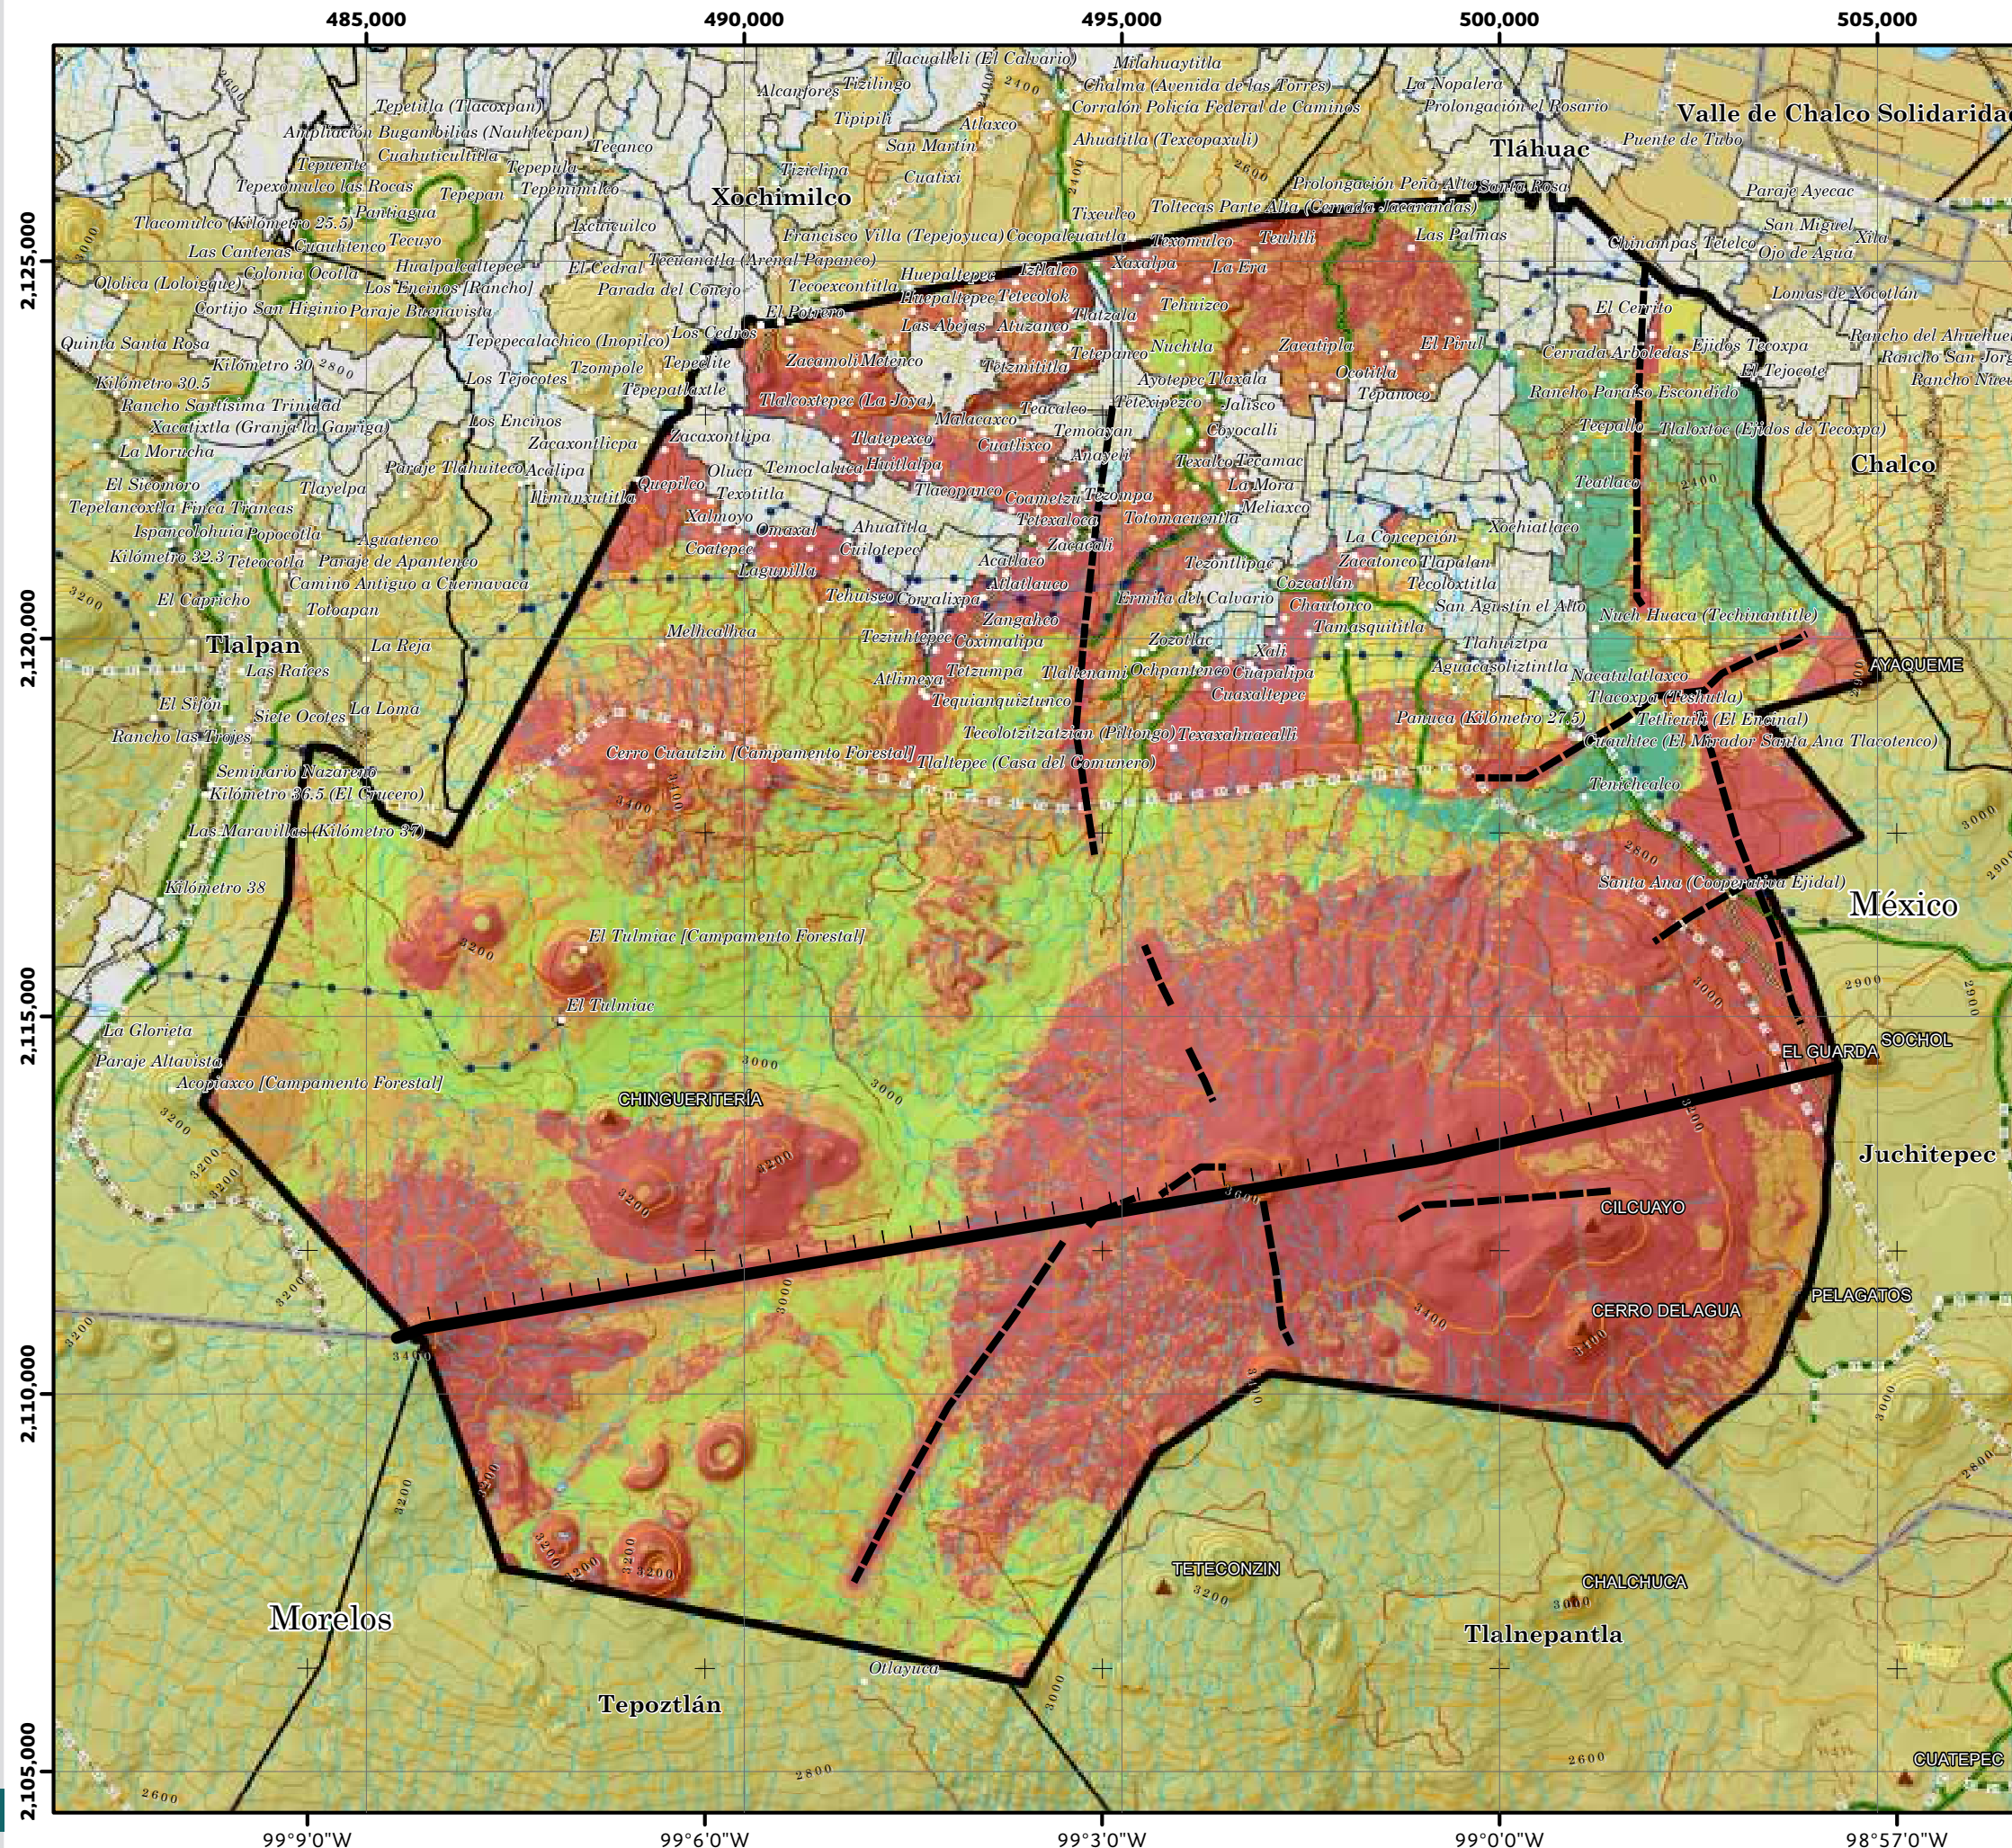 485,000 490,000 495,000 500,000 505,000
Tlacualleli (El Calvario) Milahuaytitla
Alcanfores Tizilingo Chalma (Avenida de las Torres) La Nopalera
Tepetitla (Tlacoxpan) Corralón Policía Federal de Caminos Prolongación el Rosario
Valle de Chalco Solidaridad
Tipipili Atlaxco
Ampliación Bugambilias (Nauhtecpan) Tecanco San Martín Ahuatitla (Texcopaxuli) Puente de Tubo
Tláhuac
Cuahuticultitla
Tepuente Tepepula Tiziclipa Cuatixi
Tepexomulco las Rocas Tepepan Tepemimilco Prolongación Peña Alta Santa Rosa Paraje Ayecac
Xochimilco
Pantiagua Tixculco Toltecas Parte Alta (Cerrada Jacarandas)
Tlacomulco (Kilómetro 25.5) Ixcuicuilco San Miguel
Las Canteras Cuauhtenco Tecuyo Francisco Villa (Tepejoyuca) Cocopalcuautla Texomulco Teuhtli Las Palmas Chinampas Tetelco Xila
Ojo de Agua
Colonia Ocotla Hualpalcaltepec El Cedral Tecuanatla (Arenal Papanco) Huepaltepec Iztlalco Xaxalpa La Era
Ololica (Loloigque) Los Encinos [Rancho] Parada del Conejo Tecoexcontitla Huepaltepec Tetecolok Lomas de Xocotlán
Cortijo San Higinio Paraje Buenavista El Potrero Tlatzala Tehuizco El Cerrito
Los Cedros Las Abejas Atuzanco
Quinta Santa Rosa Tepepecalachico (Inopilco) Tetepanco Nuchtla Zacatipla El Pirul Cerrada Arboledas Ejidos Tecoxpa
Kilómetro 30 Tzompole Tepeclite Zacamoli Metenco Tetzmititla El Tejocote
Kilómetro 30.5 Los Tejocotes Tepepatlaxtle Ayotepec Tlaxala Ocotitla
Rancho Santísima Trinidad Tlalcoxtepec (La Joya) Teacalco Tetexipezco Jalisco Tepanoco Rancho Paraíso Escondido
Xacatixtla (Granja la Garriga) Los Encinos Malacaxco Temoayan Coyocalli Tecpallo Tlaloxtoc (Ejidos de Tecoxpa)
La Morucha Zacaxontlicpa Zacaxontlipa Tlatepexco Cuatlixco Anayeli
Paraje Tlahuiteco Acalipa Oluca Temoclaluca Huitlalpa Texalco Tecamac Chalco
El Sicomoro Tlayelpa Ilimunxutitla Quepilco Texotitla Tlacopanco Coametzu Tezompa La Mora Teatlaco
Tepelancoxtla Finca Trancas Xalmoyo Omaxal Ahuatitla Tetexaloca Totomacuentla Meliaxco Xochiatlaco
Ispancolohuia Popocotla Aguatenco Coatepec Cuilotepec Zacacali La Concepción
Kilómetro 32.3 Teteocotla Paraje de Apantenco Lagunilla Acatlaco Tezontlipac Zacatonco Tlapalan
Camino Antiguo a Cuernavaca Atlatlauco Cozcatlán Tecoloxtitla
El Capricho Totoapan Tehuisco Corralixpa Ermita del Calvario Chautonco San Agustín el Alto Nuch Huaca (Techinantitle)
Tlalpan La Reja Melhcalhca Zangahco Tamasquititla
Teziuhtepec Coximalipa Zozotlac Xali Tlahuiztpa
Las Raíces Atlimeya Tetzumpa Tlaltenami Ochpantenco Cuapalipa Aguacasoliztintla Nacatulatlaxco AYAQUEME
El Sifón Siete Ocotes La Loma Tequianquiztunco Cuaxaltepec Tlacoxpa (Teshutla)
Rancho las Trojes Tecolotzitzatzian (Piltongo) Texaxahuacalli Panuca (Kilómetro 27.5) Tetlicuili (El Encinal)
Cerro Cuautzin [Campamento Forestal] Cuauhtec (El Mirador Santa Ana Tlacotenco)
Seminario Nazareno Tlaltepec (Casa del Comunero) Tenichcalco
Kilómetro 36.5 (El Crucero)
Las Maravillas (Kilómetro 37)
Kilómetro 38 Santa Ana (Cooperativa Ejidal)
México
El Tulmiac [Campamento Forestal]
El Tulmiac
La Glorieta SOCHOL
Paraje Altavista EL GUARDA
Acopiaxco [Campamento Forestal]
CHINGUERITERÍA
Juchitepec
CILCUAYO
PELAGATOS
CERRO DEL AGUA
TETECONZIN
CHALCHUCA
Morelos Tlalnepantla
Otlayuca
Tepoztlán
CUATEPEC
2,125,000
2,120,000
2,115,000
2,110,000
2,105,000
99°9'0"W 99°6'0"W 99°3'0"W 99°0'0"W 98°57'0"W